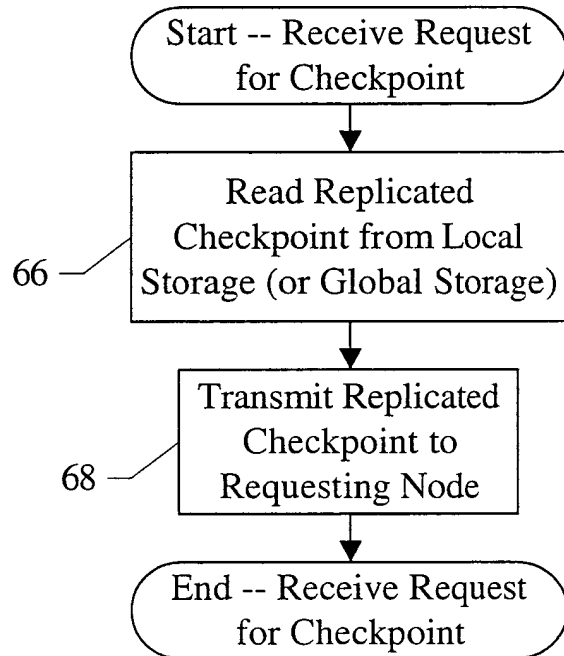 Start -- Receive Request
for Checkpoint
Read Replicated
Checkpoint from Local
Storage (or Global Storage)
66
Transmit Replicated
Checkpoint to
Requesting Node
68
End -- Receive Request
for Checkpoint